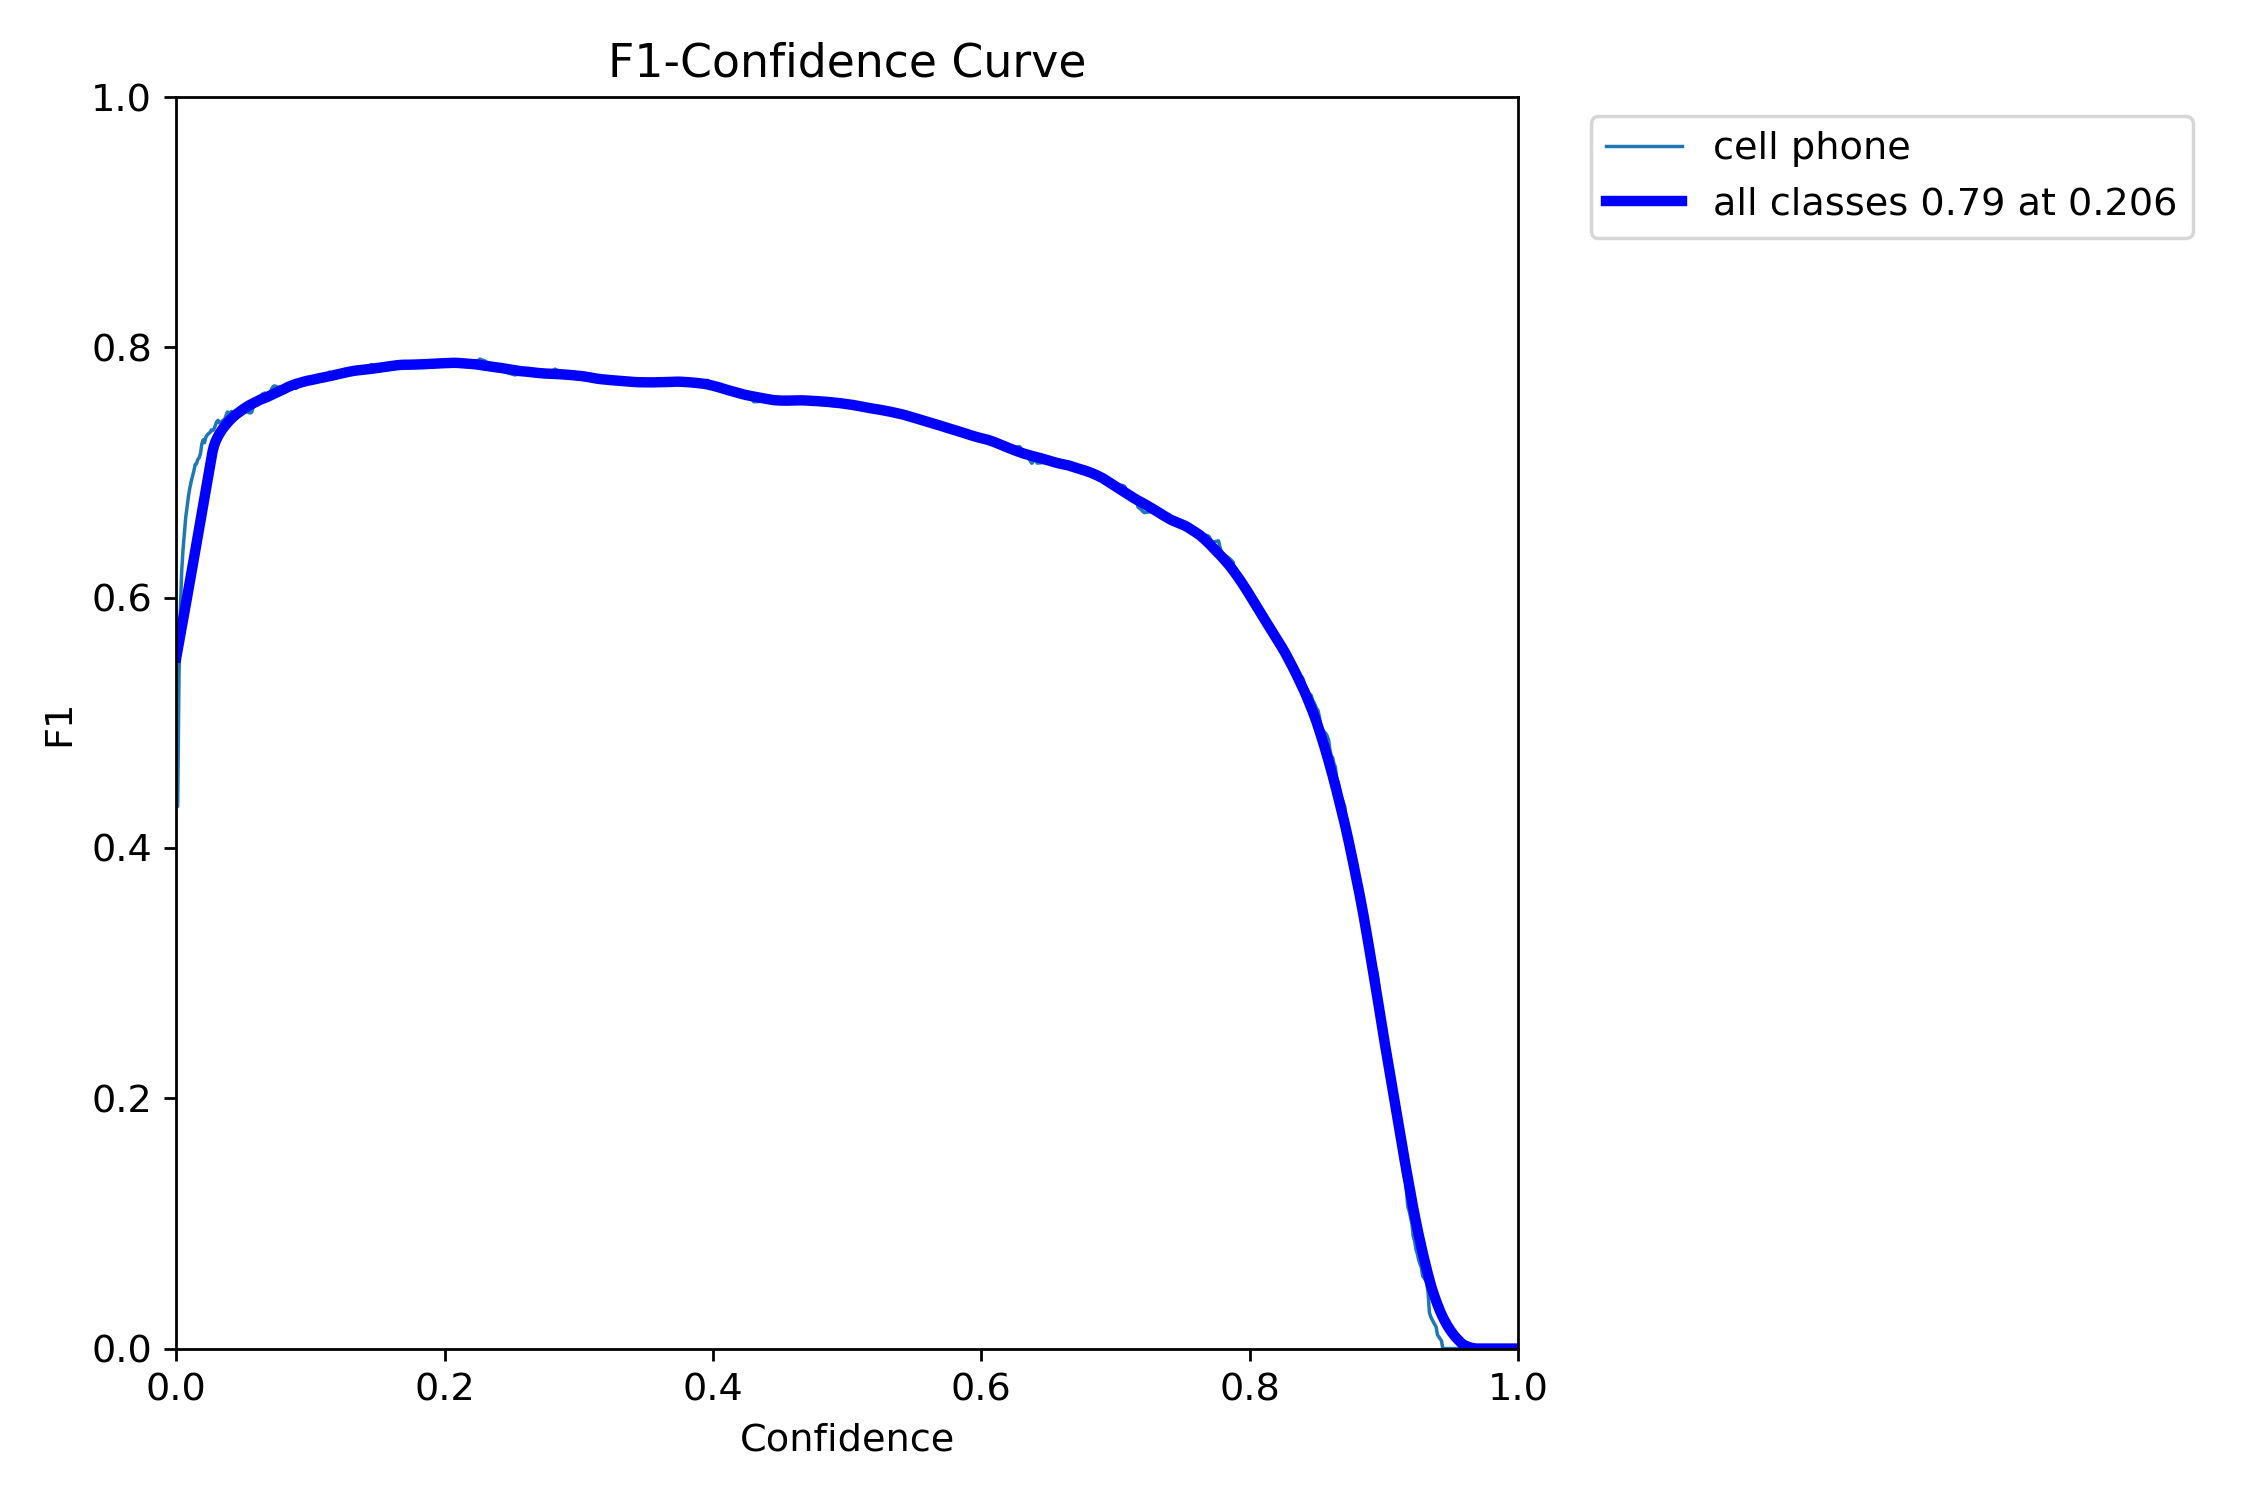 F1-Confidence Curve
1.0
0.8
0.6
0.4
0.2
0.0
F1
0.0 0.2 0.4 0.6 0.8 1.0
Confidence
cell phone
all classes 0.79 at 0.206